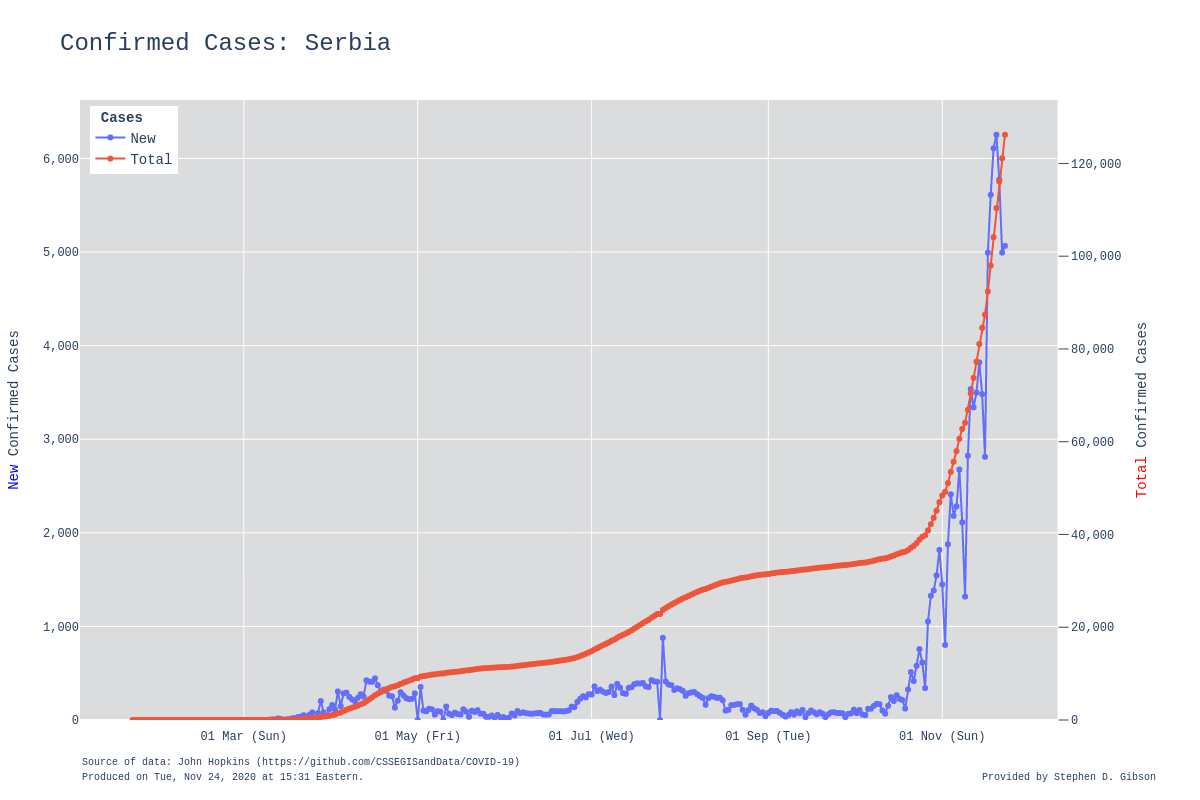 Confirmed Cases: Serbia
Cases
New
Total
6,000
5,000
4,000
3,000
2,000
1,000
0
New Confirmed Cases
120,000
100,000
80,000
60,000
40,000
20,000
0
Total Confirmed Cases
01 Mar (Sun)
01 May (Fri)
01 Jul (Wed)
01 Sep (Tue)
01 Nov (Sun)
Source of data: John Hopkins (https://github.com/CSSEGISandData/COVID-19)
Produced on Tue, Nov 24, 2020 at 15:31 Eastern.
Provided by Stephen D. Gibson